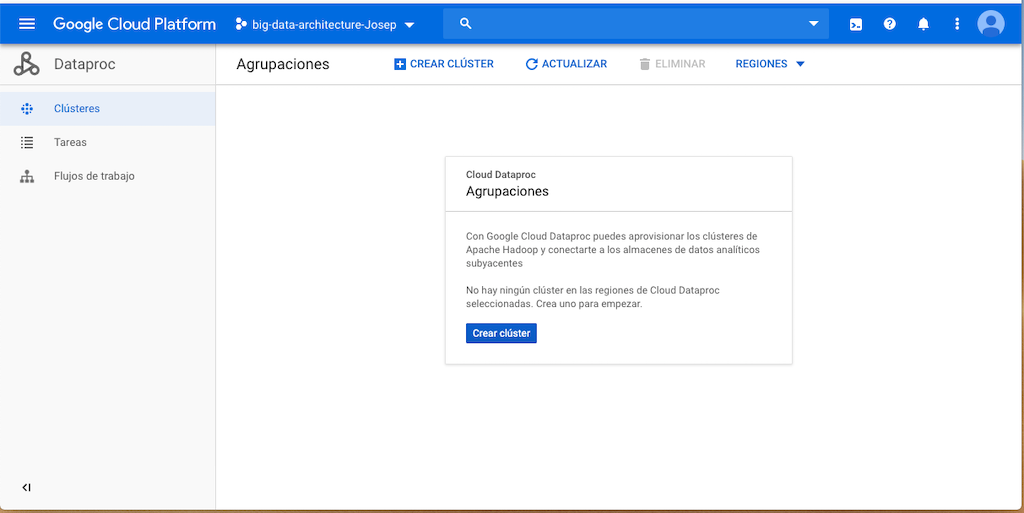 Google Cloud Platform
big-data-architecture-Josep
Dataproc
Agrupaciones
CREAR CLÚSTER
ACTUALIZAR
ELIMINAR
REGIONES
Clústeres
Tareas
Flujos de trabajo
Cloud Dataproc
Agrupaciones
Con Google Cloud Dataproc puedes aprovisionar los clústeres de
Apache Hadoop y conectarte a los almacenes de datos analíticos
subyacentes
No hay ningún clúster en las regiones de Cloud Dataproc
seleccionadas. Crea uno para empezar.
Crear clúster